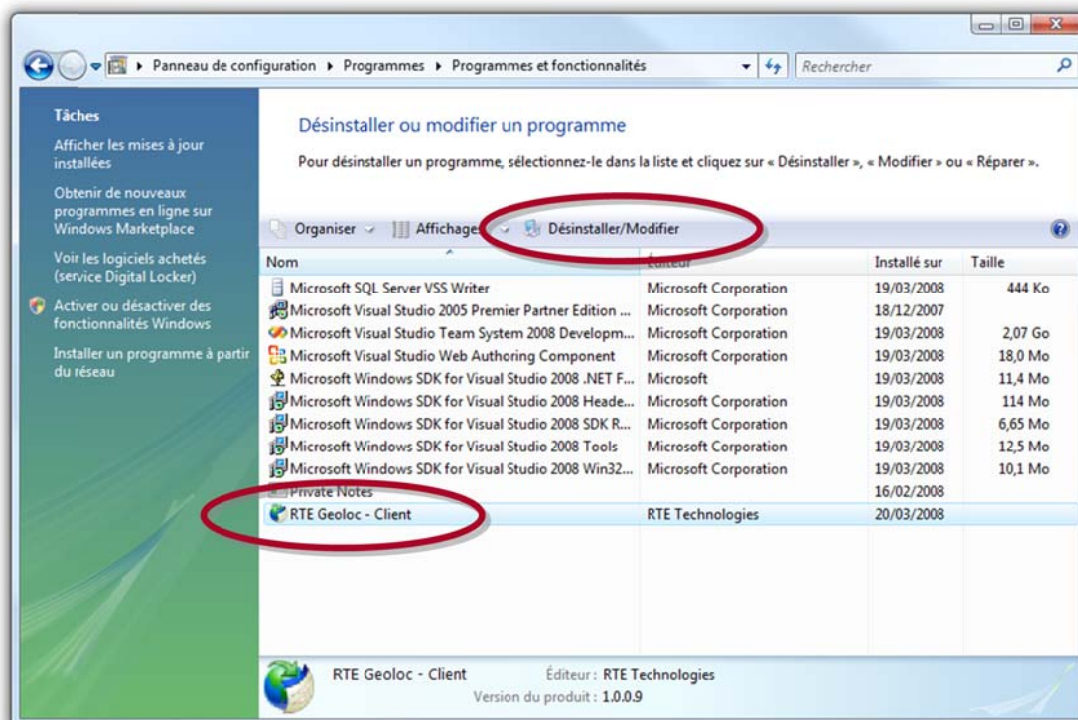 Panneau de configuration ▸ Programmes ▸ Programmes et fonctionnalités
Rechercher
Tâches
Afficher les mises à jour
installées
Obtenir de nouveaux
programmes en ligne sur
Windows Marketplace
Voir les logiciels achetés
(service Digital Locker)
Activer ou désactiver des
fonctionnalités Windows
Installer un programme à partir
du réseau
Désinstaller ou modifier un programme
Pour désinstaller un programme, sélectionnez-le dans la liste et cliquez sur « Désinstaller », « Modifier » ou « Réparer ».
Organiser Affichages Désinstaller/Modifier
Nom Éditeur Installé sur Taille
Microsoft SQL Server VSS Writer Microsoft Corporation 19/03/2008 444 Ko
Microsoft Visual Studio 2005 Premier Partner Edition ... Microsoft Corporation 18/12/2007
Microsoft Visual Studio Team System 2008 Developm... Microsoft Corporation 19/03/2008 2,07 Go
Microsoft Visual Studio Web Authoring Component Microsoft Corporation 19/03/2008 18,0 Mo
Microsoft Windows SDK for Visual Studio 2008 .NET F... Microsoft 19/03/2008 11,4 Mo
Microsoft Windows SDK for Visual Studio 2008 Heade... Microsoft Corporation 19/03/2008 114 Mo
Microsoft Windows SDK for Visual Studio 2008 SDK R... Microsoft Corporation 19/03/2008 6,65 Mo
Microsoft Windows SDK for Visual Studio 2008 Tools Microsoft Corporation 19/03/2008 12,5 Mo
Microsoft Windows SDK for Visual Studio 2008 Win32... Microsoft Corporation 19/03/2008 10,1 Mo
Private Notes 16/02/2008
RTE Geoloc - Client RTE Technologies 20/03/2008
RTE Geoloc - Client Éditeur : RTE Technologies
Version du produit : 1.0.0.9